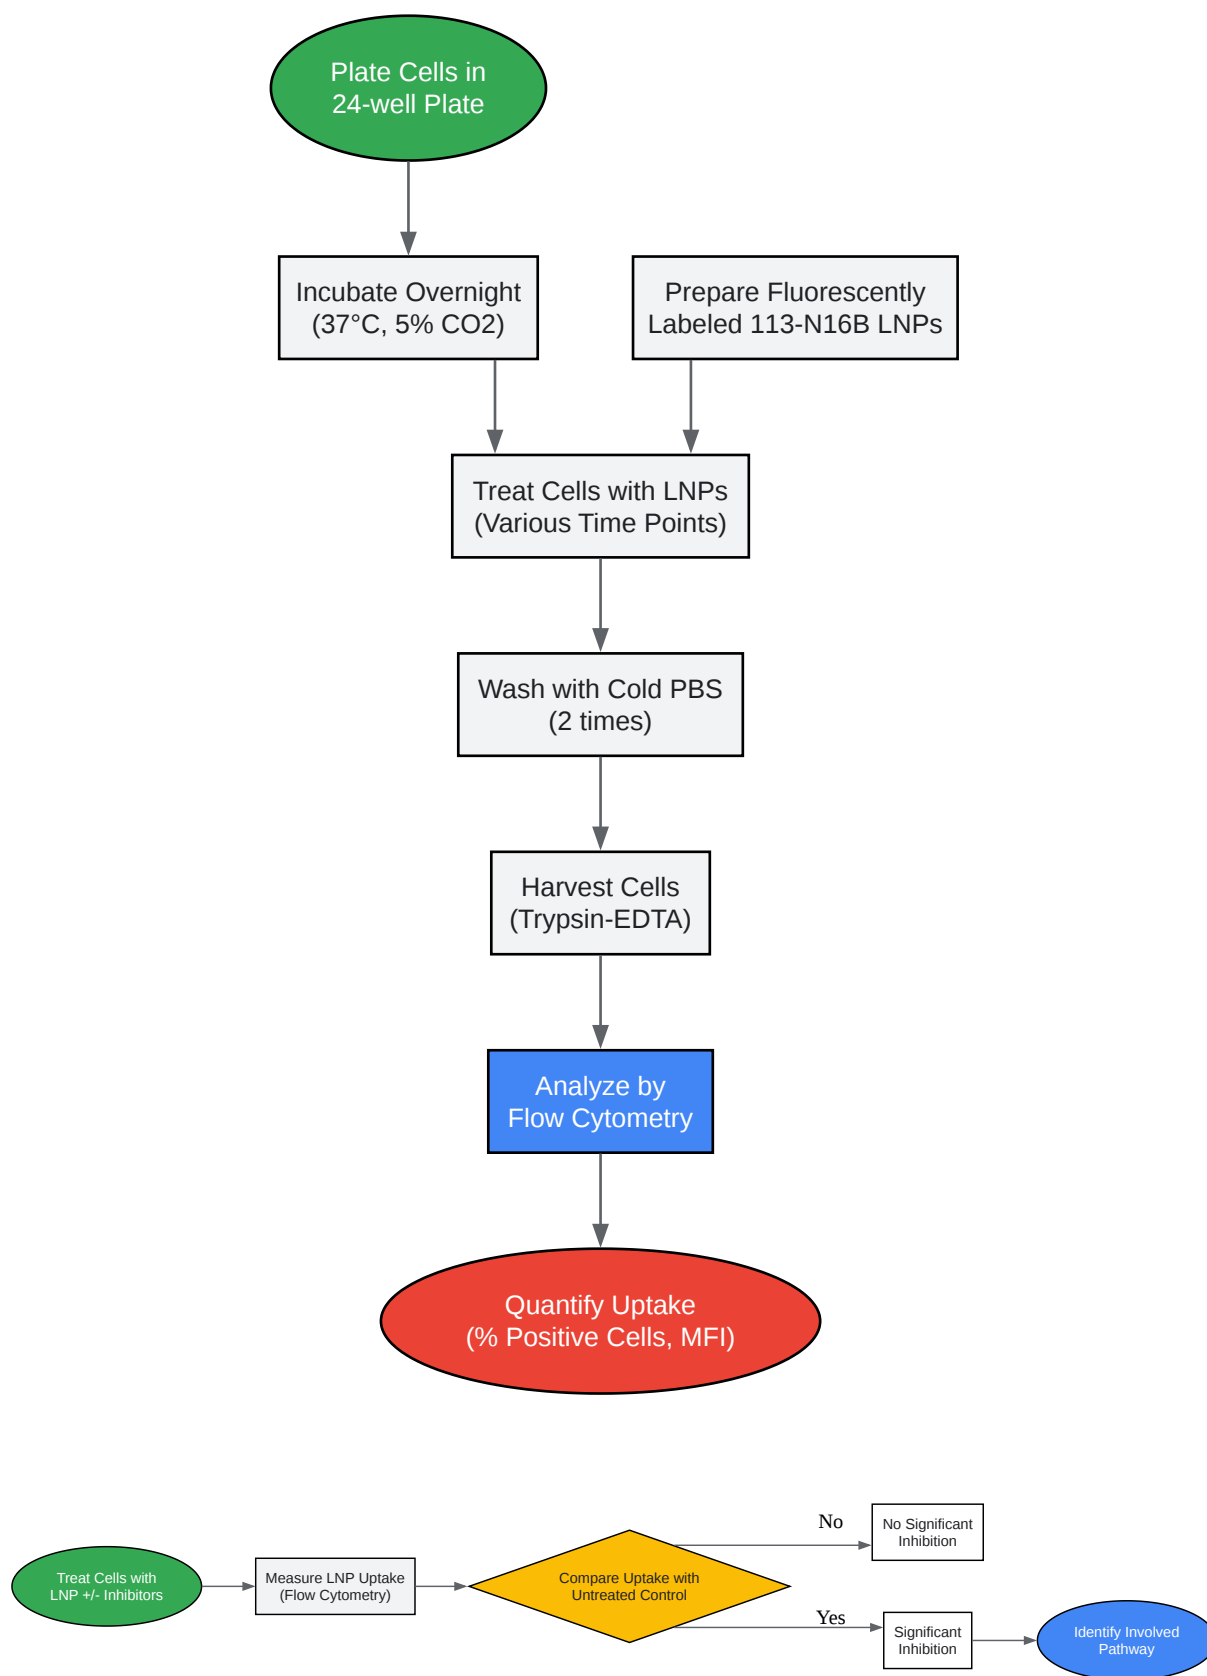 Plate Cells in
24-well Plate
Incubate Overnight
(37°C, 5% CO2)
Prepare Fluorescently
Labeled 113-N16B LNPs
Treat Cells with LNPs
(Various Time Points)
Wash with Cold PBS
(2 times)
Harvest Cells
(Trypsin-EDTA)
Analyze by
Flow Cytometry
Quantify Uptake
(% Positive Cells, MFI)
Treat Cells with
LNP +/- Inhibitors
Measure LNP Uptake
(Flow Cytometry)
Compare Uptake with
Untreated Control
No
No Significant
Inhibition
Yes
Significant
Inhibition
Identify Involved
Pathway